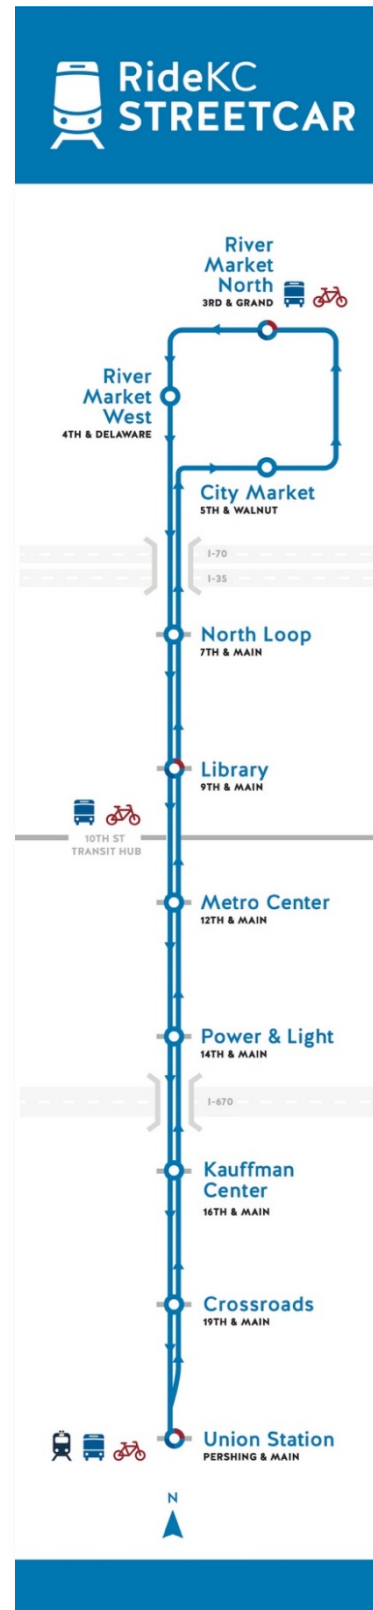 RideKC
STREETCAR
River
Market
North
3RD & GRAND
River
Market
West
4TH & DELAWARE
City Market
5TH & WALNUT
I-70
I-35
North Loop
7TH & MAIN
Library
9TH & MAIN
10TH ST
TRANSIT HUB
Metro Center
12TH & MAIN
Power & Light
14TH & MAIN
I-670
Kauffman
Center
16TH & MAIN
Crossroads
19TH & MAIN
Union Station
PERSHING & MAIN
N